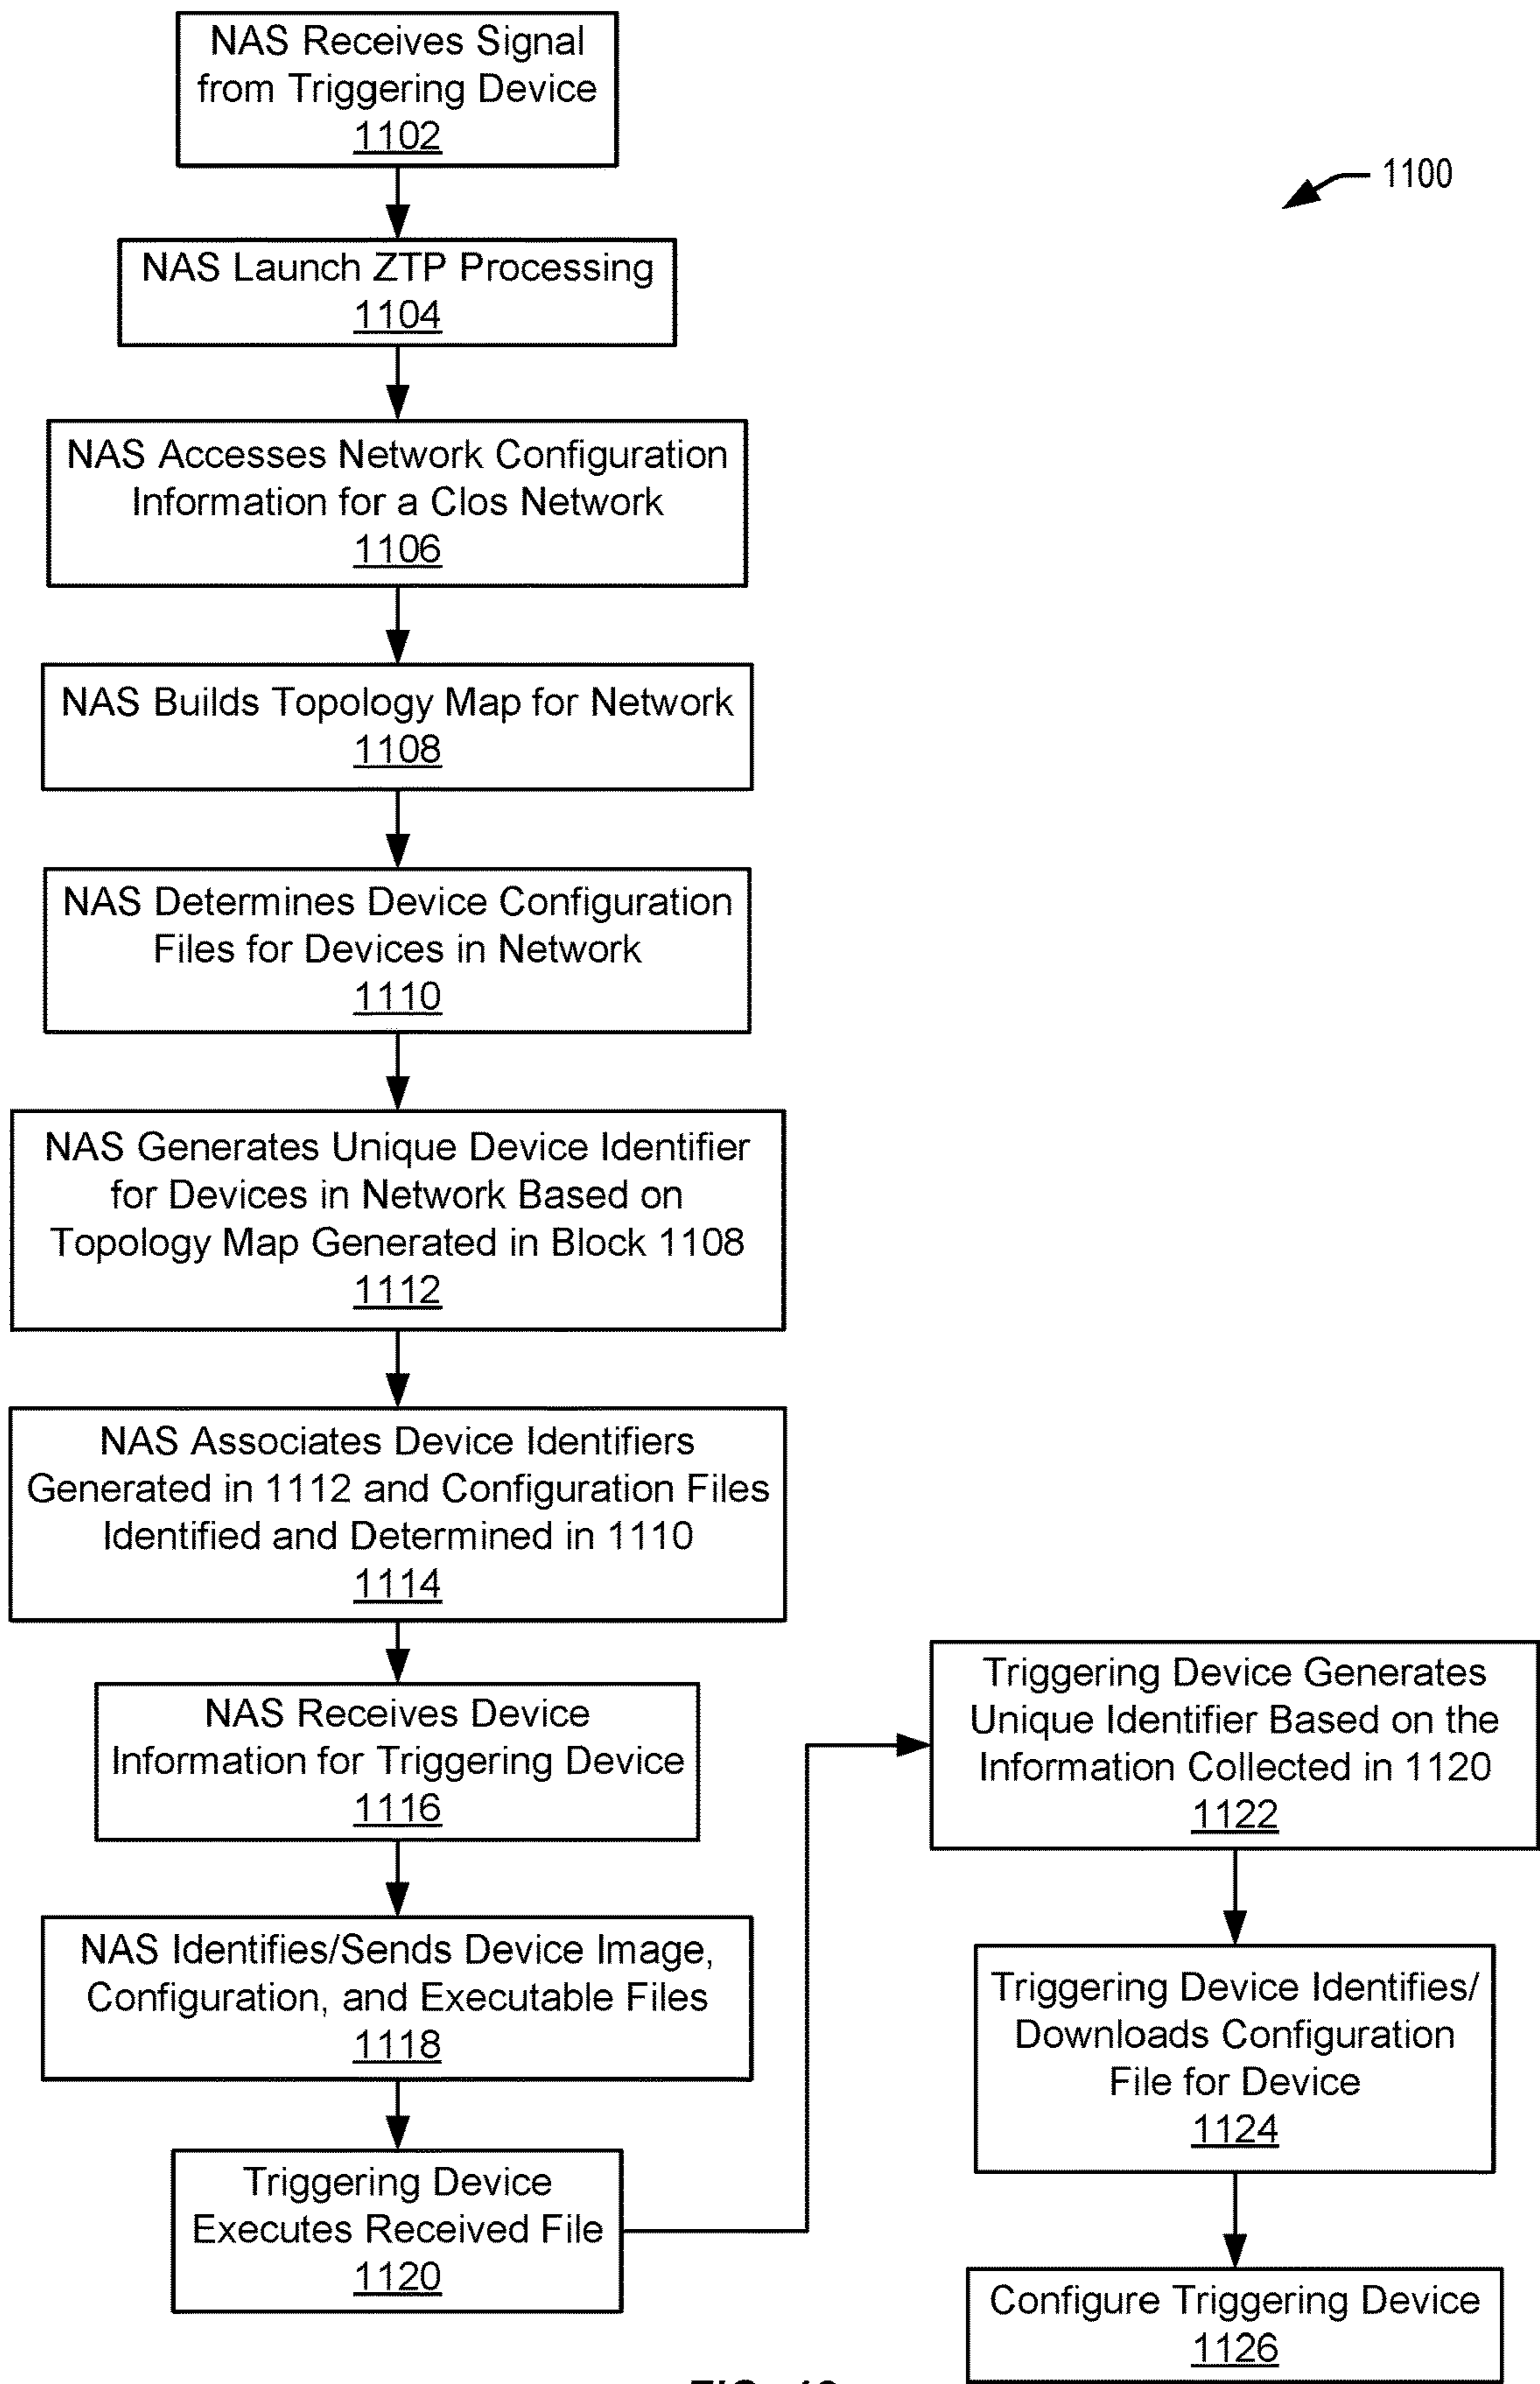 NAS Receives Signal
from Triggering Device
1102
1100
NAS Launch ZTP Processing
1104
NAS Accesses Network Configuration
Information for a Clos Network
1106
NAS Builds Topology Map for Network
1108
NAS Determines Device Configuration
Files for Devices in Network
1110
NAS Generates Unique Device Identifier
for Devices in Network Based on
Topology Map Generated in Block 1108
1112
NAS Associates Device Identifiers
Generated in 1112 and Configuration Files
Identified and Determined in 1110
1114
NAS Receives Device
Information for Triggering Device
1116
NAS Identifies/Sends Device Image,
Configuration, and Executable Files
1118
Triggering Device
Executes Received File
1120
Triggering Device Generates
Unique Identifier Based on the
Information Collected in 1120
1122
Triggering Device Identifies/
Downloads Configuration
File for Device
1124
Configure Triggering Device
1126